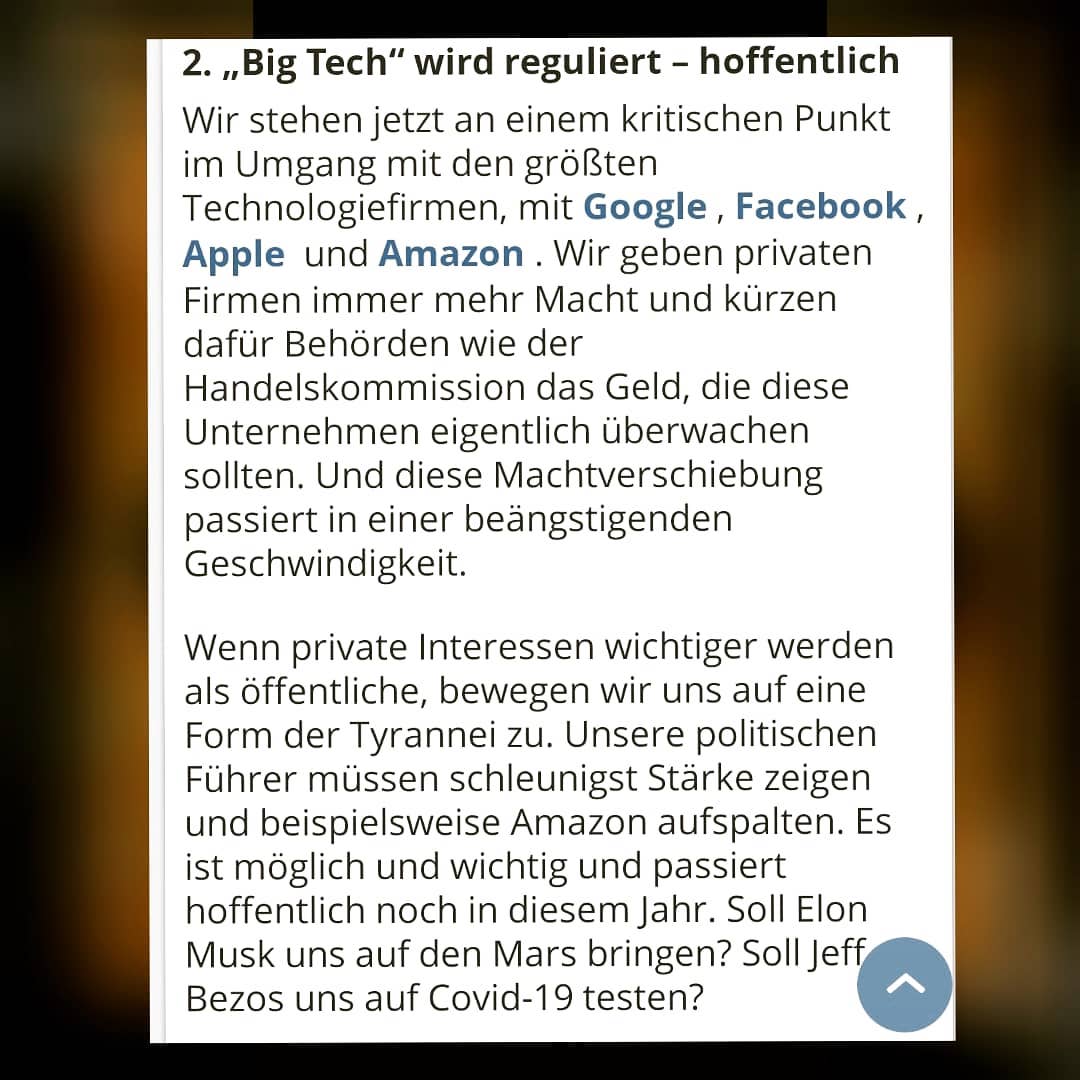 2. „Big Tech“ wird reguliert – hoffentlich
Wir stehen jetzt an einem kritischen Punkt
im Umgang mit den größten
Technologiefirmen, mit Google , Facebook ,
Apple und Amazon . Wir geben privaten
Firmen immer mehr Macht und kürzen
dafür Behörden wie der
Handelskommission das Geld, die diese
Unternehmen eigentlich überwachen
sollten. Und diese Machtverschiebung
passiert in einer beängstigenden
Geschwindigkeit.
Wenn private Interessen wichtiger werden
als öffentliche, bewegen wir uns auf eine
Form der Tyrannei zu. Unsere politischen
Führer müssen schleunigst Stärke zeigen
und beispielsweise Amazon aufspalten. Es
ist möglich und wichtig und passiert
hoffentlich noch in diesem Jahr. Soll Elon
Musk uns auf den Mars bringen? Soll Jeff
Bezos uns auf Covid-19 testen?